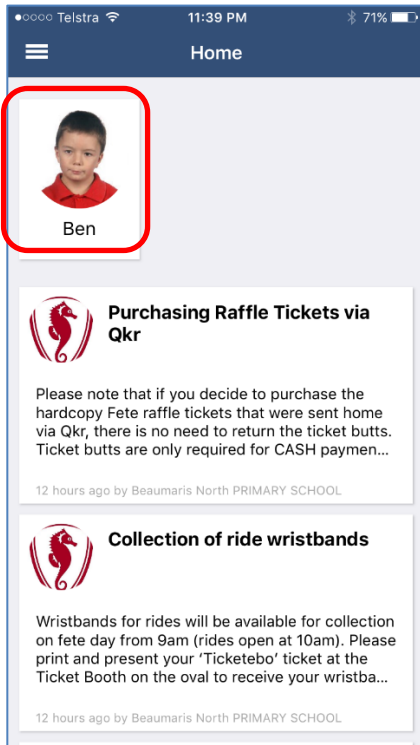 Telstra 11:39 PM 71%
Home
Ben
Purchasing Raffle Tickets via
Qkr
Please note that if you decide to purchase the
hardcopy Fete raffle tickets that were sent home
via Qkr, there is no need to return the ticket butts.
Ticket butts are only required for CASH paymen...
12 hours ago by Beaumaris North PRIMARY SCHOOL
Collection of ride wristbands
Wristbands for rides will be available for collection
on fete day from 9am (rides open at 10am). Please
print and present your ‘Ticketebo’ ticket at the
Ticket Booth on the oval to receive your wristba...
12 hours ago by Beaumaris North PRIMARY SCHOOL